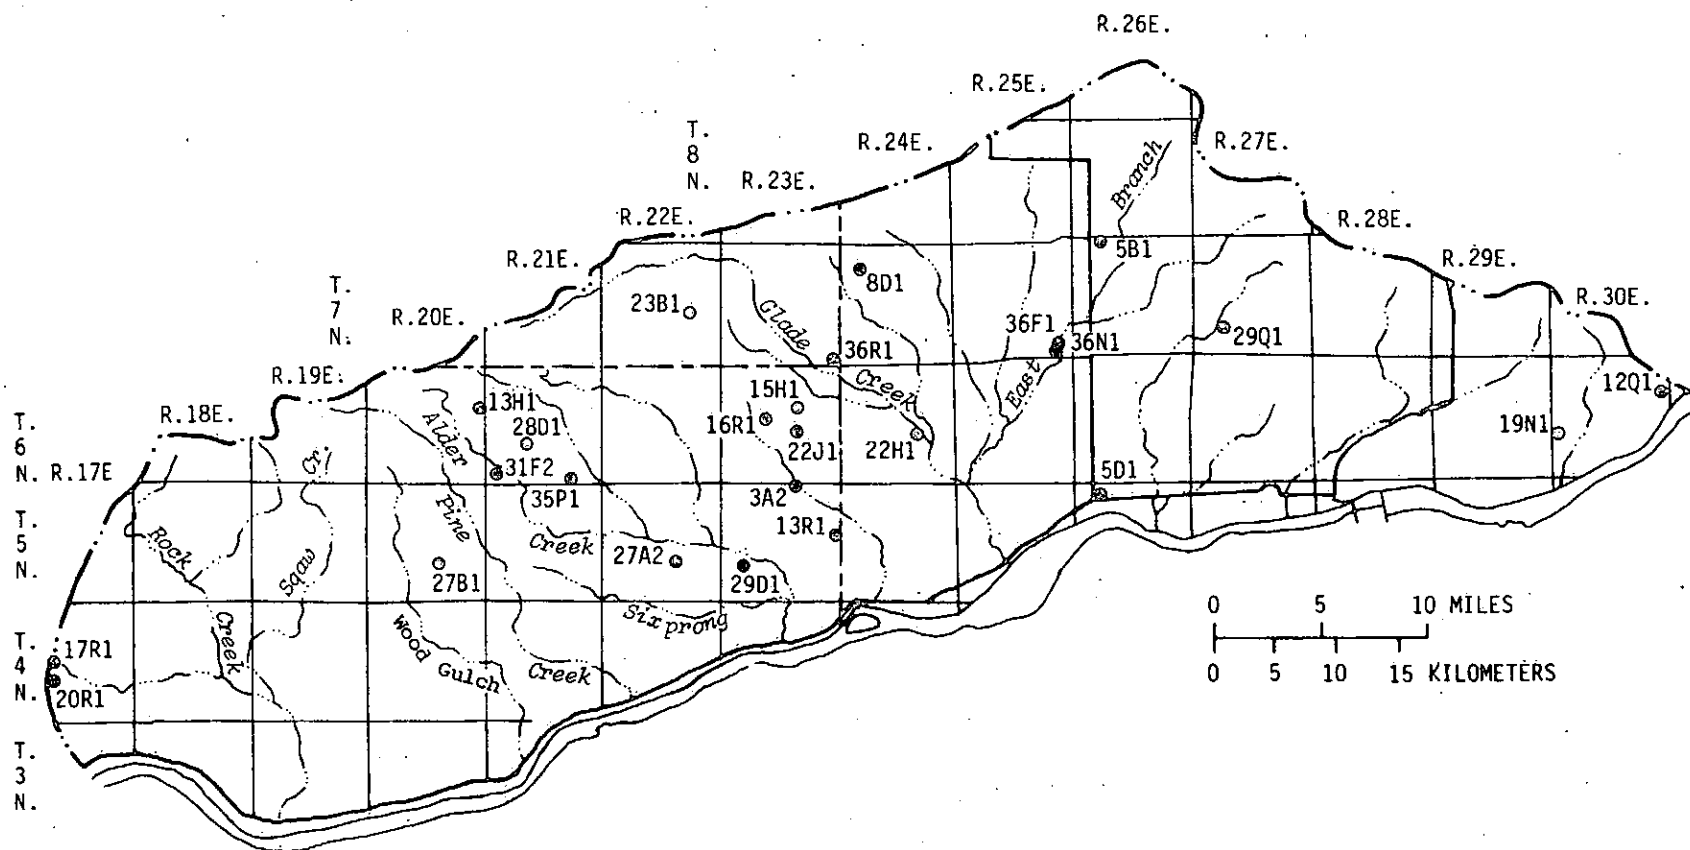 R.26E.
R.25E.
T.
8
N.
R.24E.
R.27E.
R.23E.
Branch
R.22E.
R.28E.
5B1
R.21E.
R.29E.
8D1
T.
7
N.
R.20E.
23B1
Glade
R.30E.
36F1
36N1
29Q1
36R1
R.19E.
Creek
East
12Q1
R.18E.
13H1
15H1
T.
6
N.
Alder
28D1
16R1
22J1
22H1
19N1
R.17E
Cr.
31F2
35P1
3A2
5D1
T.
5
N.
Pine
Rock
Creek
13R1
Squaw
27B1
27A2
29D1
Sixprong
0 5 10 MILES
0 5 10 15 KILOMETERS
T.
4
N.
17R1
20R1
Creek
Wood
Gulch
Creek
T.
3
N.